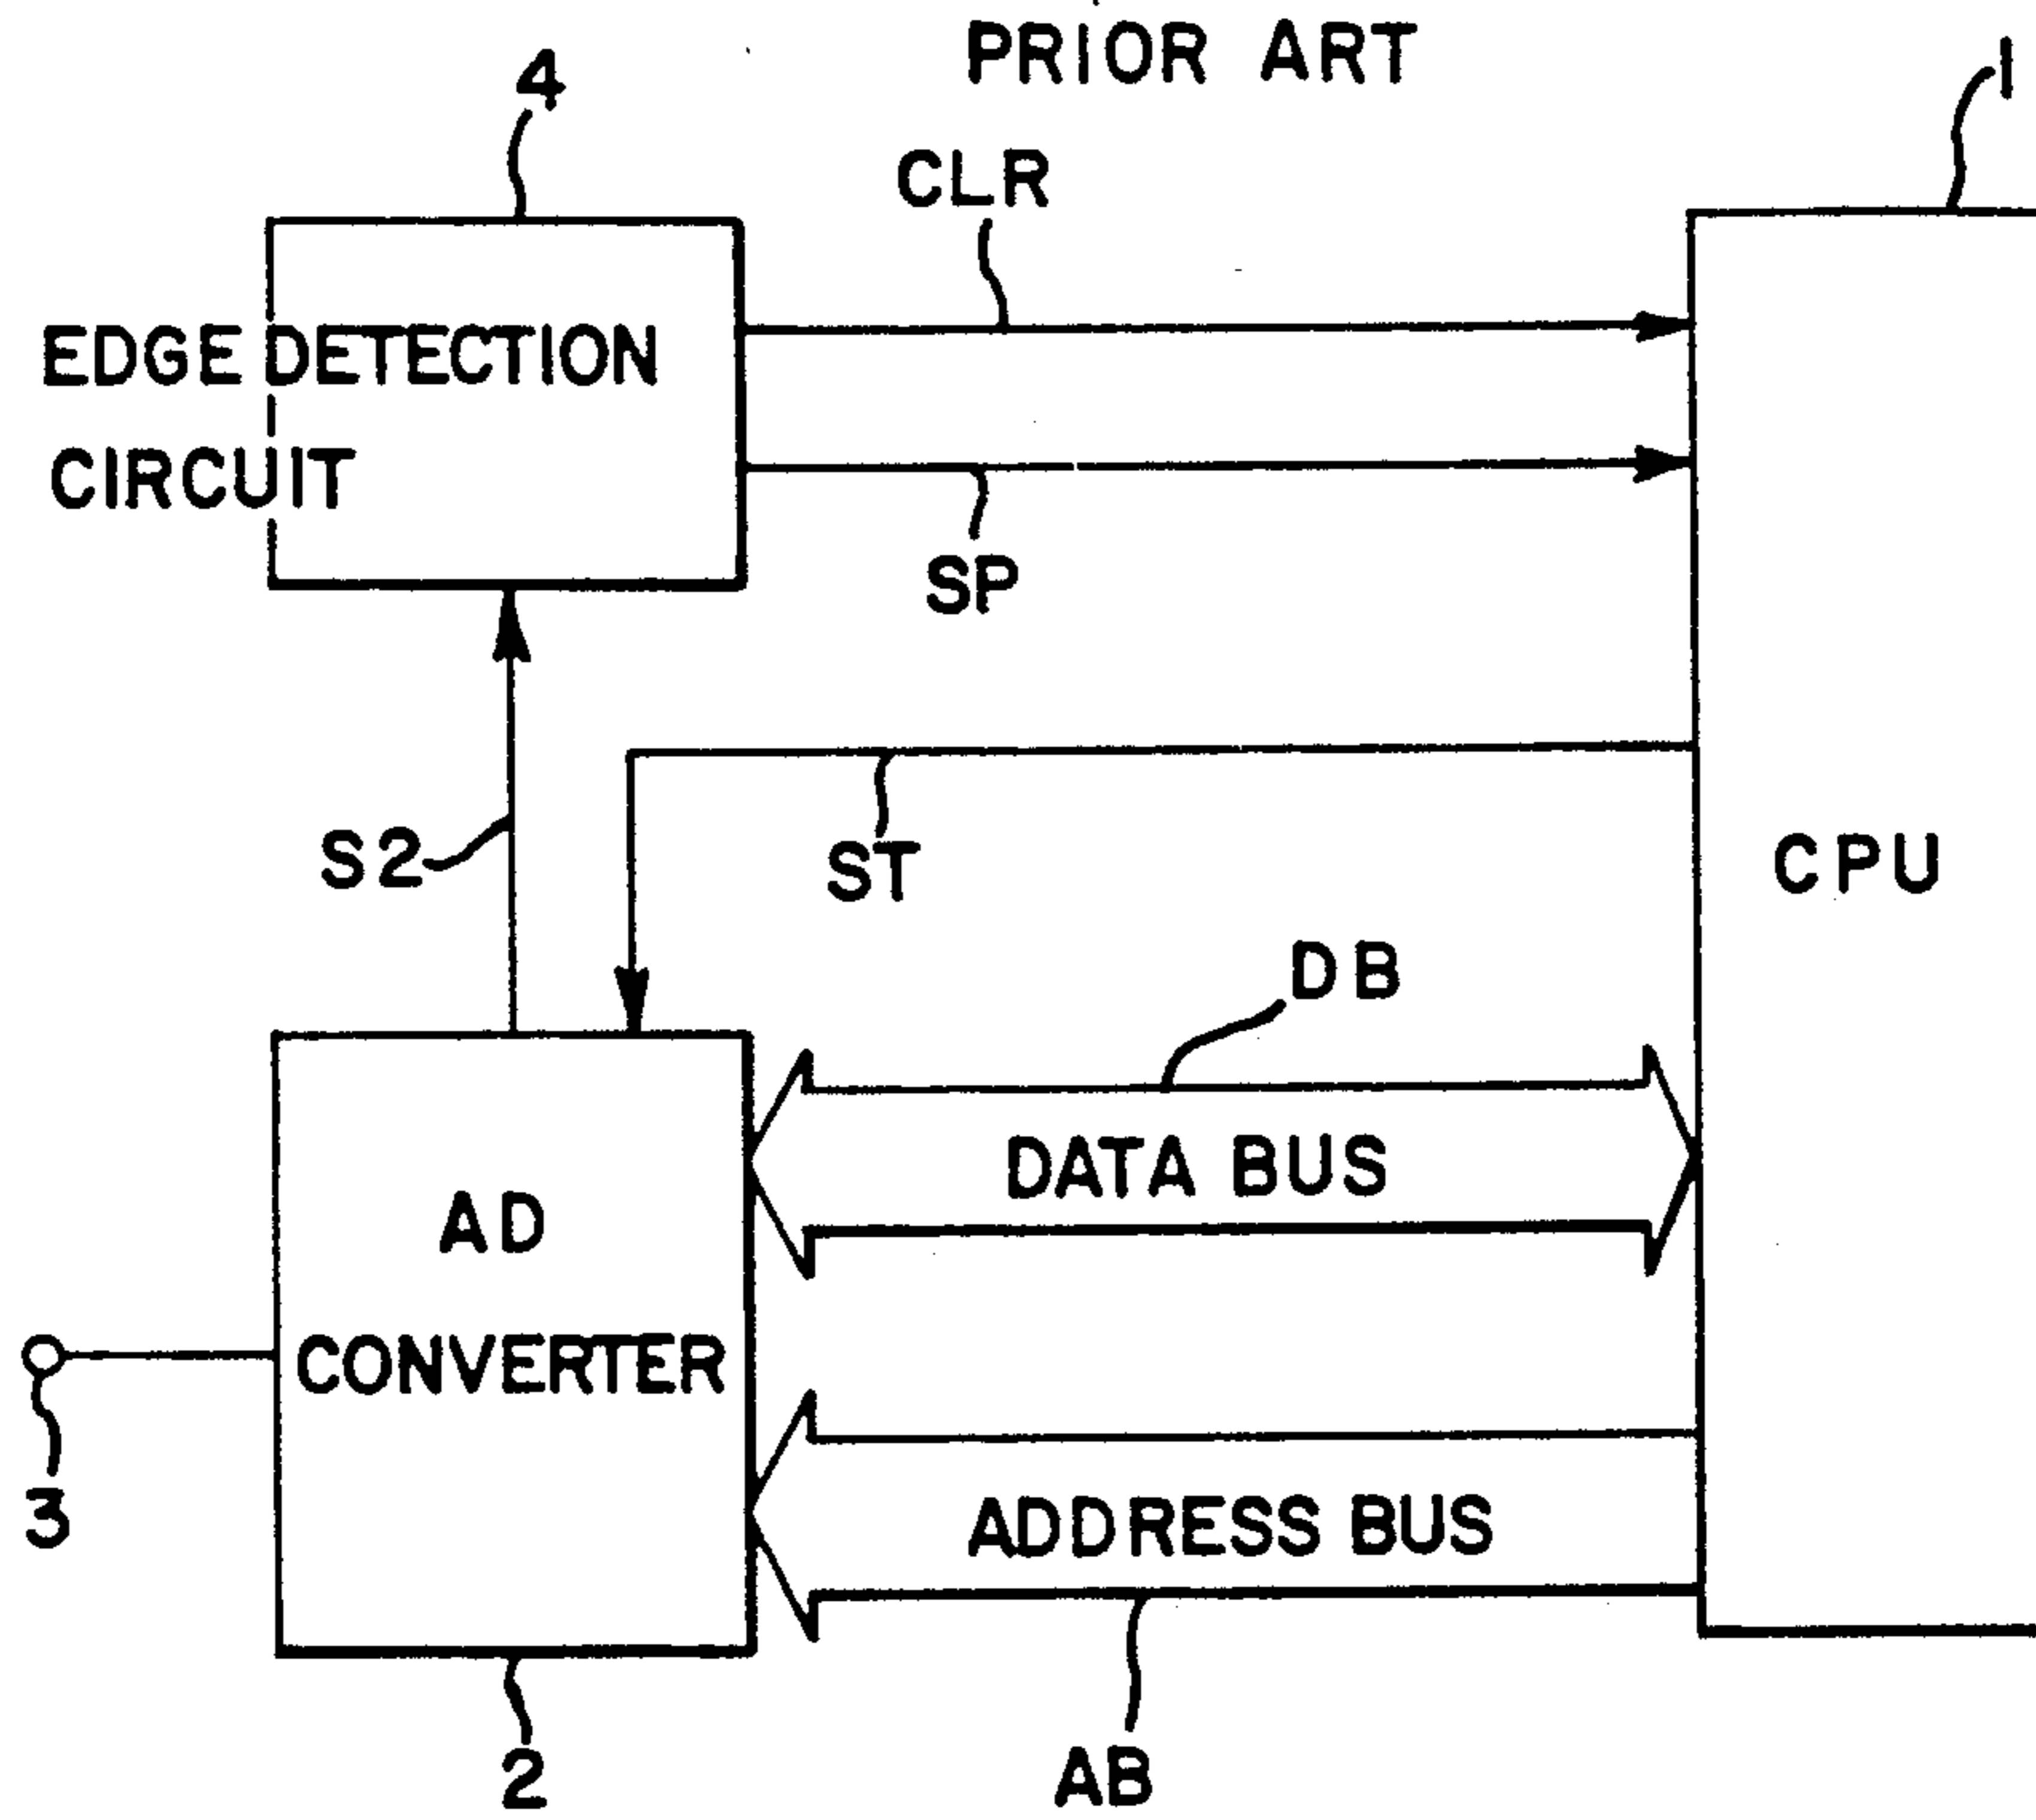 PRIOR ART
4
1
CLR
EDGE DETECTION
CIRCUIT
SP
S2
ST
CPU
DB
DATA BUS
AD
CONVERTER
3
ADDRESS BUS
2
AB